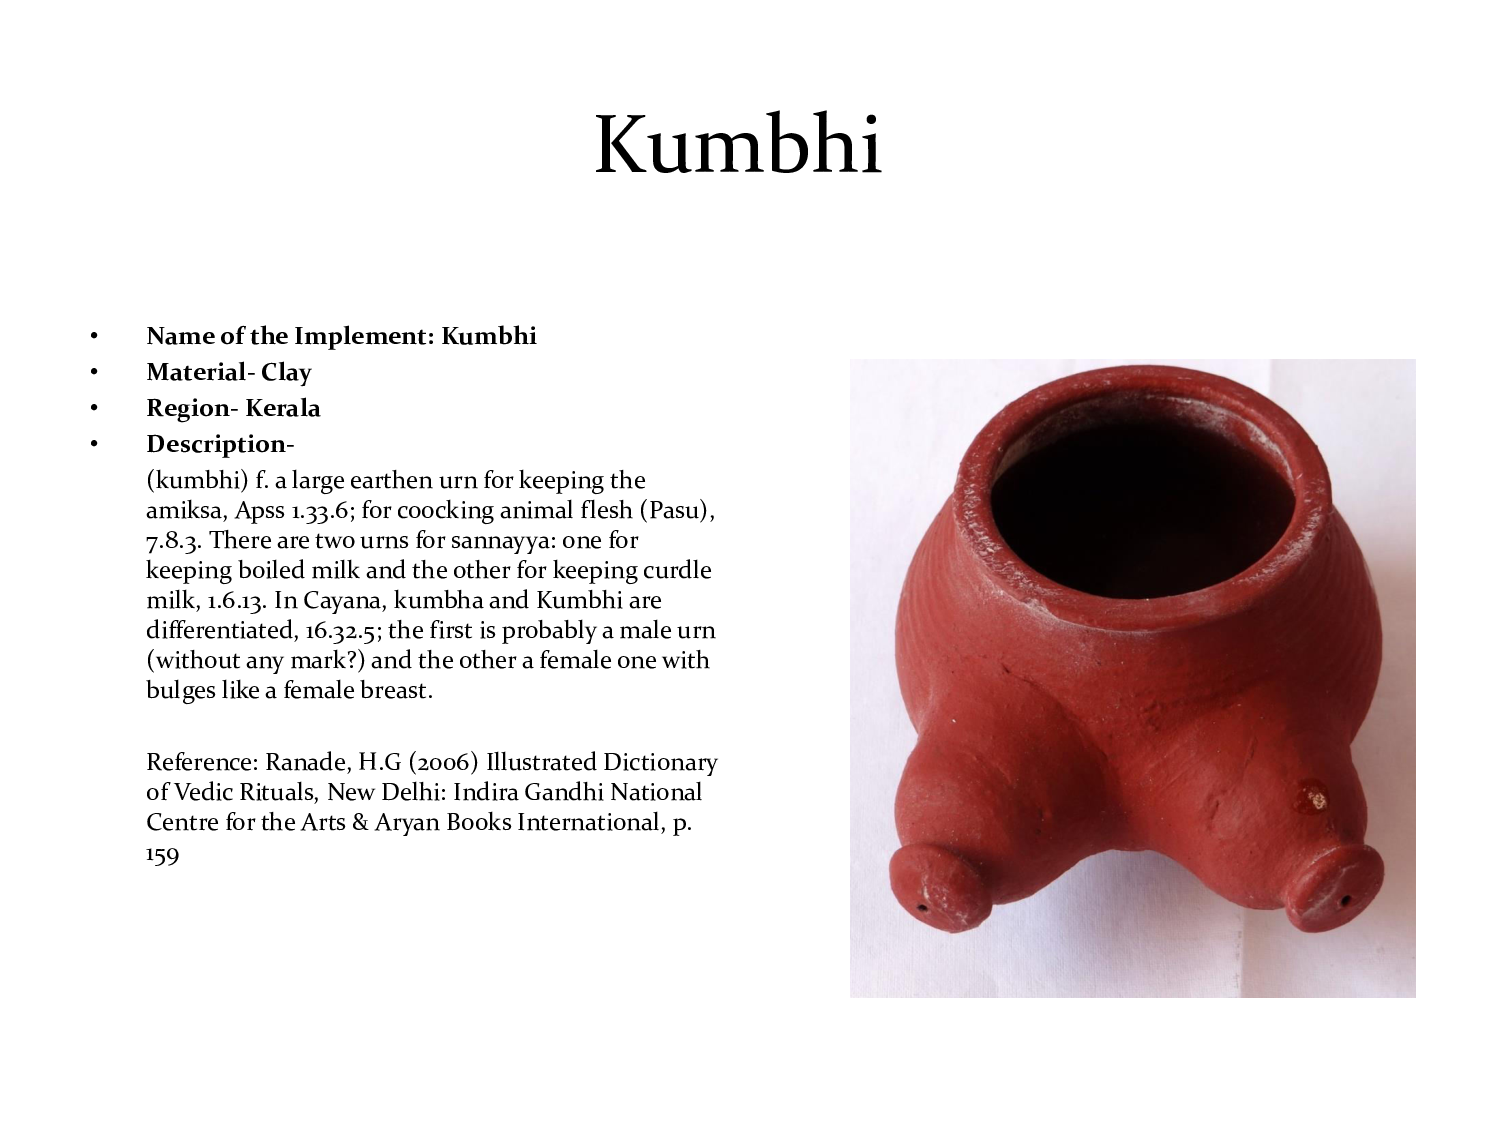 Kumbhi
• Name of the Implement: Kumbhi
• Material- Clay
• Region- Kerala
• Description-
(kumbhi) f. a large earthen urn for keeping the
amiksa, Apss 1.33.6; for coocking animal flesh (Pasu),
7.8.3. There are two urns for sannayya: one for
keeping boiled milk and the other for keeping curdle
milk, 1.6.13. In Cayana, kumbha and Kumbhi are
differentiated, 16.32.5; the first is probably a male urn
(without any mark?) and the other a female one with
bulges like a female breast.
Reference: Ranade, H.G (2006) Illustrated Dictionary
of Vedic Rituals, New Delhi: Indira Gandhi National
Centre for the Arts & Aryan Books International, p.
159